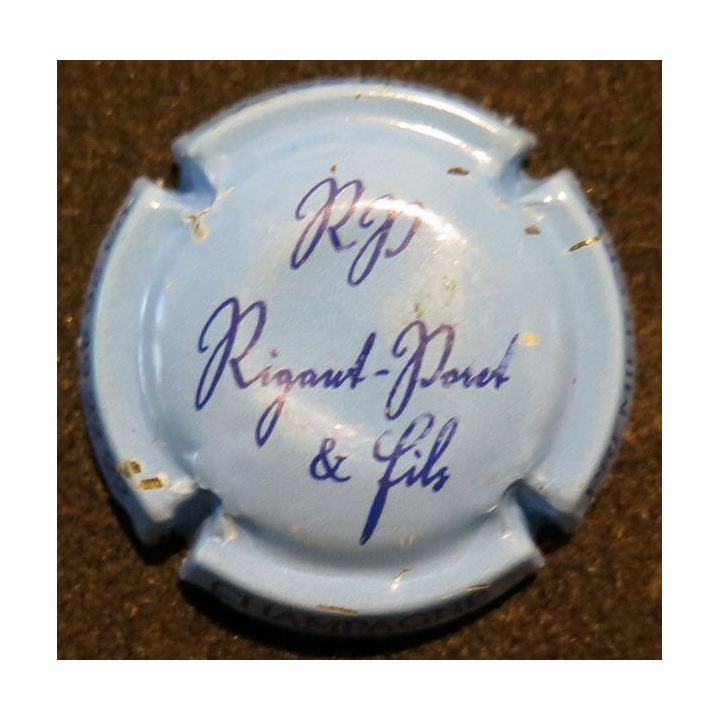 RP
Rigaut-Poret
& fils
CHAMPAGNE